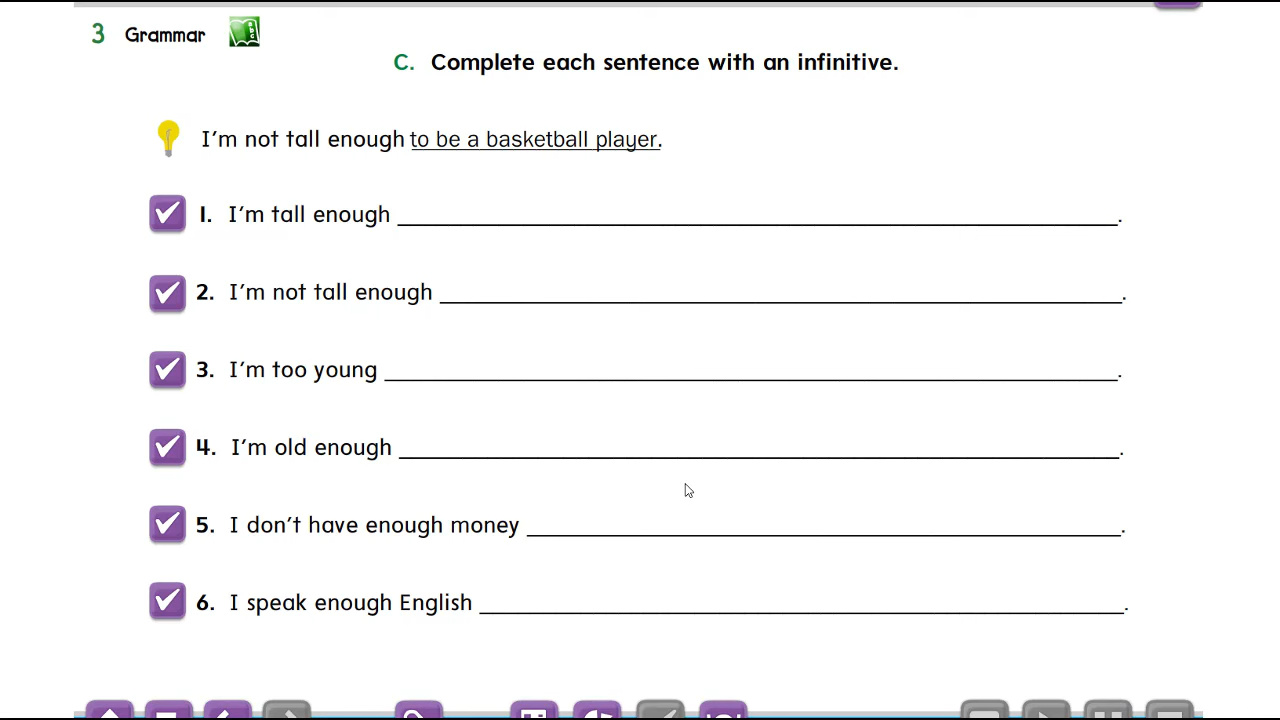 3 Grammar
C. Complete each sentence with an infinitive.
I'm not tall enough to be a basketball player.
1. I'm tall enough ______.
2. I'm not tall enough ______.
3. I'm too young ______.
4. I'm old enough ______.
5. I don't have enough money ______.
6. I speak enough English ______.